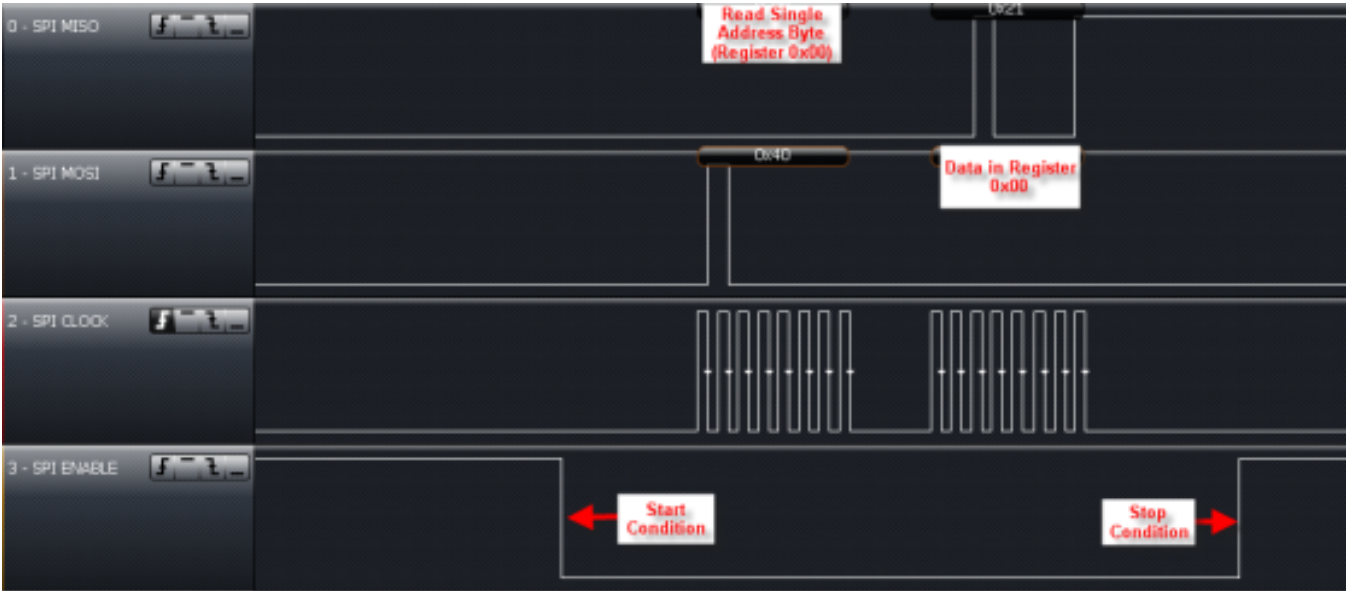 0 - SPI MISO
Read Single
Address Byte
(Register 0x00)
0x21
1 - SPI MOSI
0x40
Data in Register
0x00
2 - SPI CLOCK
3 - SPI ENABLE
Start
Condition
Stop
Condition